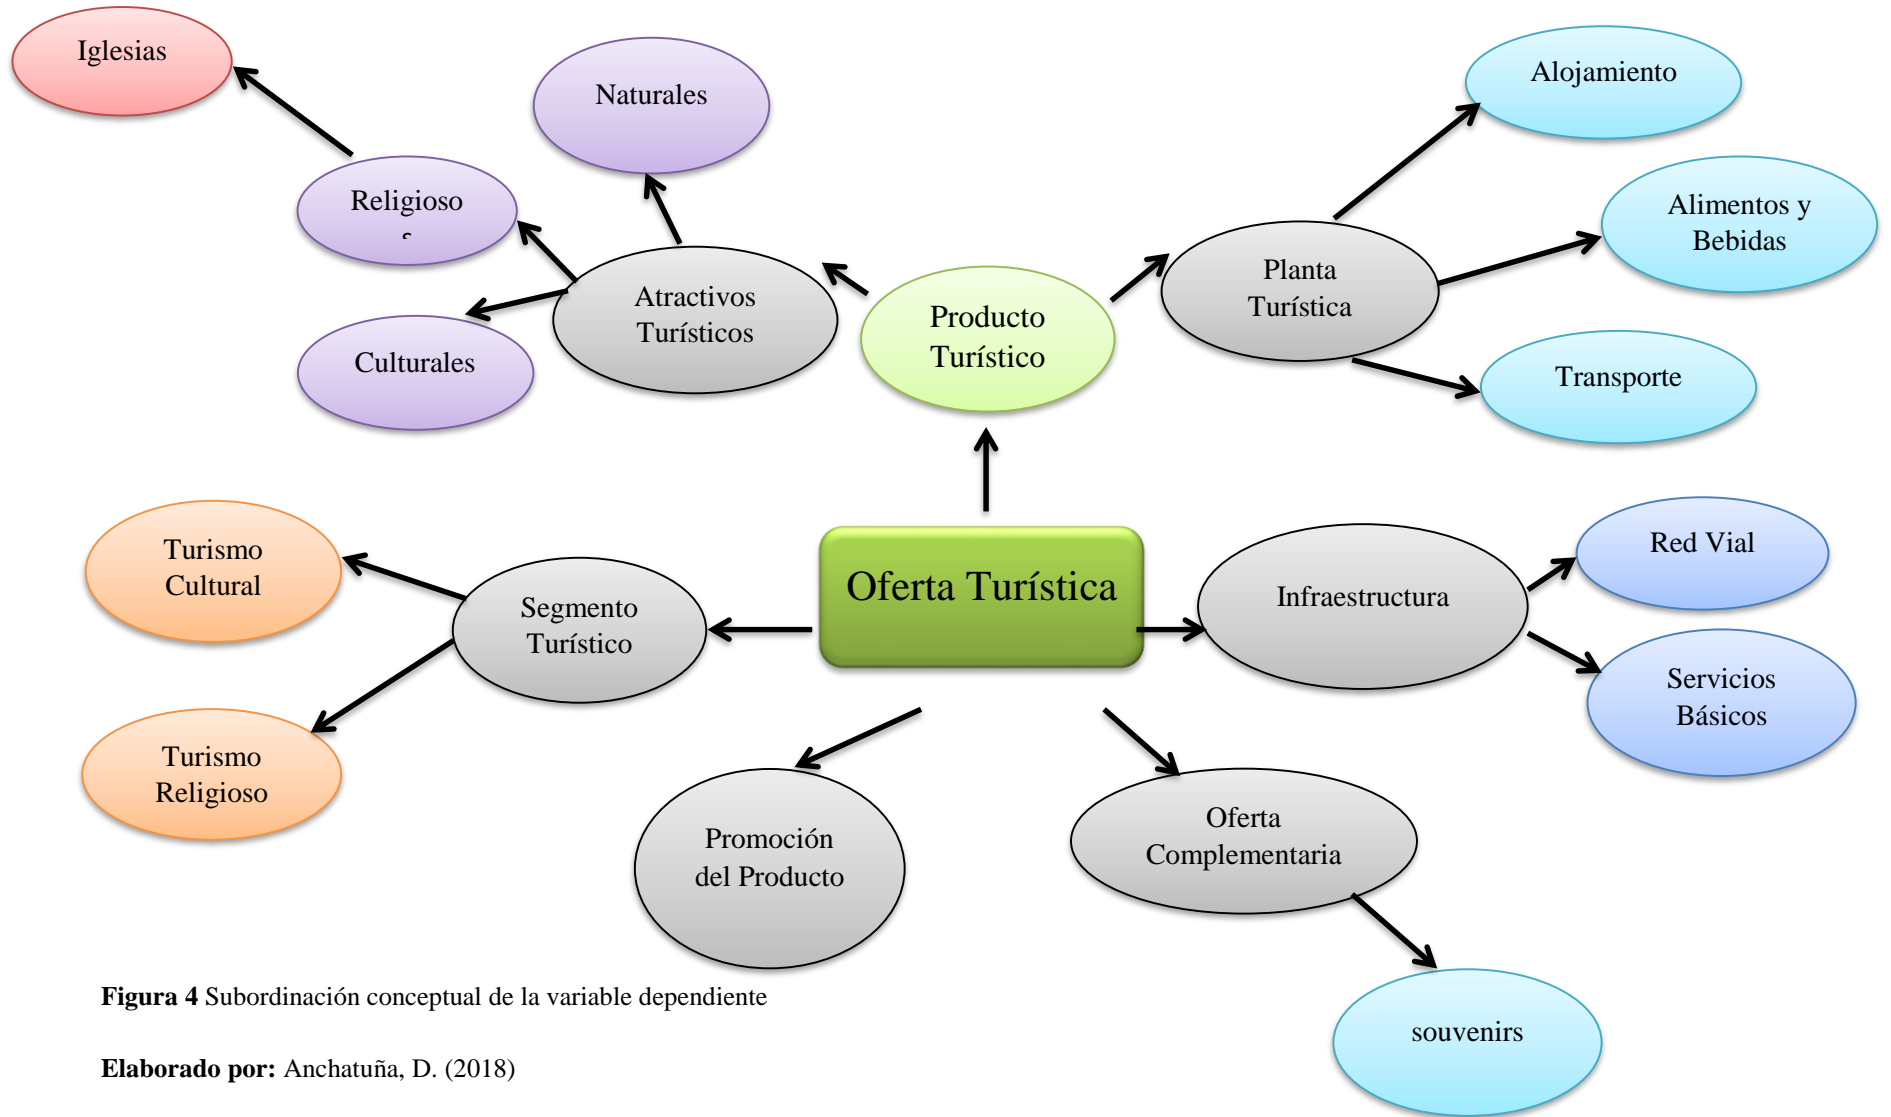 Iglesias
Naturales
Alojamiento
Religioso
s
Alimentos y
Bebidas
Atractivos
Turísticos
Producto
Turístico
Planta
Turística
Culturales
Transporte
Turismo
Cultural
Segmento
Turístico
Oferta Turística
Infraestructura
Red Vial
Servicios
Básicos
Turismo
Religioso
Promoción
del Producto
Oferta
Complementaria
souvenirs
Figura 4 Subordinación conceptual de la variable dependiente
Elaborado por: Anchatuña, D. (2018)